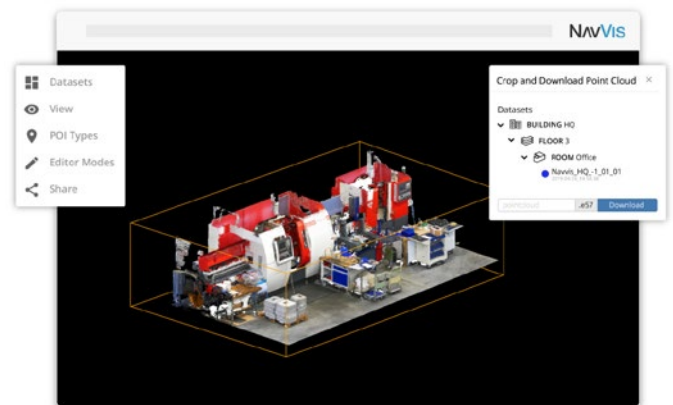 NAVVIS
Datasets
View
POI Types
Editor Modes
Share
Crop and Download Point Cloud ×
Datasets
BUILDING HQ
FLOOR 3
ROOM Office
Navvis_HQ_-1_01_01
pointcloud .e57 Download